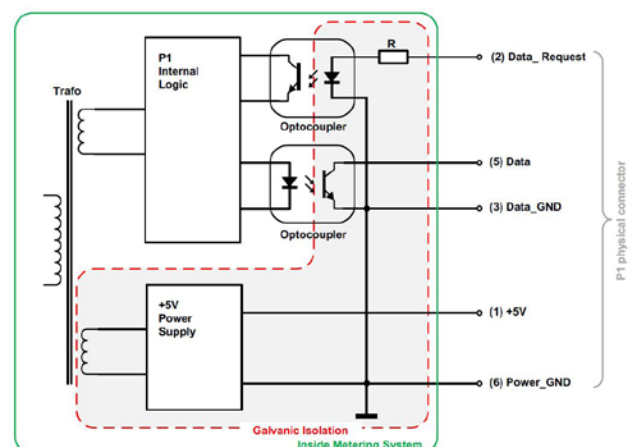 Trafo
P1
Internal
Logic
Optocoupler
R
(2) Data_ Request
Optocoupler
(5) Data
(3) Data_GND
+5V
Power
Supply
(1) +5V
(6) Power_GND
P1 physical connector
Galvanic Isolation
Inside Metering System